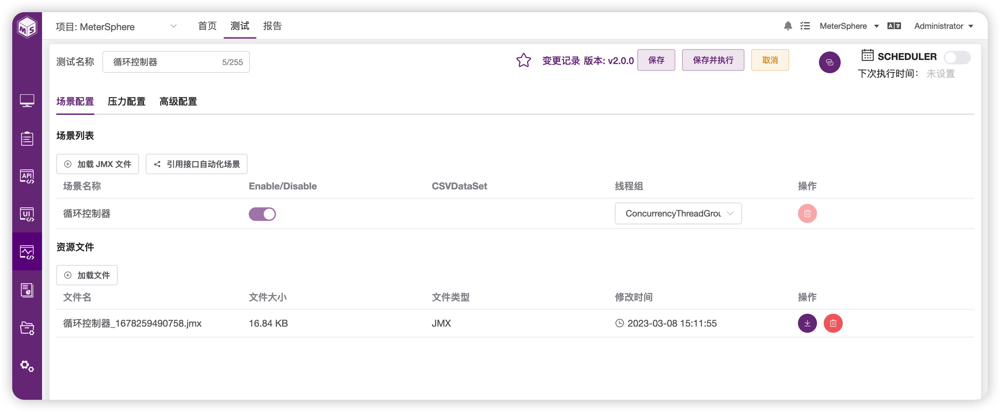 MS
项目: MeterSphere
首页 测试 报告
MeterSphere
A
Administrator
测试名称
循环控制器 5/255
变更记录 版本: v2.0.0
保存
保存并执行
取消
SCHEDULER
下次执行时间： 未设置
场景配置 压力配置 高级配置
场景列表
加载 JMX 文件
引用接口自动化场景
场景名称 Enable/Disable CSVDataSet 线程组 操作
循环控制器 ConcurrencyThreadGrou
资源文件
加载文件
文件名 文件大小 文件类型 修改时间 操作
循环控制器_1678259490758.jmx 16.84 KB JMX 2023-03-08 15:11:55
API
UI